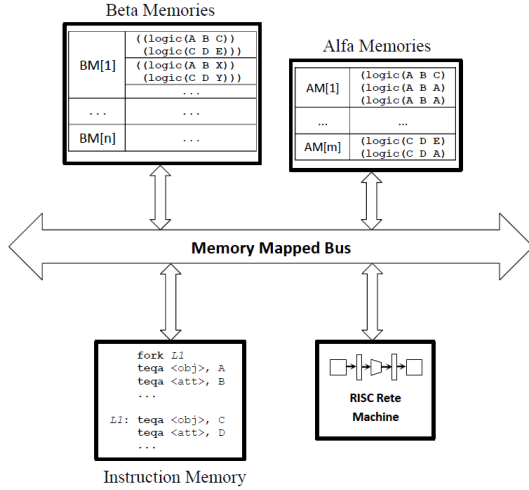 Beta Memories
BM[1]
((logic(A B C))
(logic(C D E)))
((logic(A B X))
(logic(C D Y)))
...
... ...
BM[n] ...
Alfa Memories
AM[1]
(logic(A B C)
(logic(A B A)
(logic(A B A)
... ...
AM[m]
(logic(C D E)
(logic(C D A)
Memory Mapped Bus
fork L1
teqa <obj>, A
teqa <att>, B
...
L1: teqa <obj>, C
teqa <att>, D
...
Instruction Memory
RISC Rete
Machine